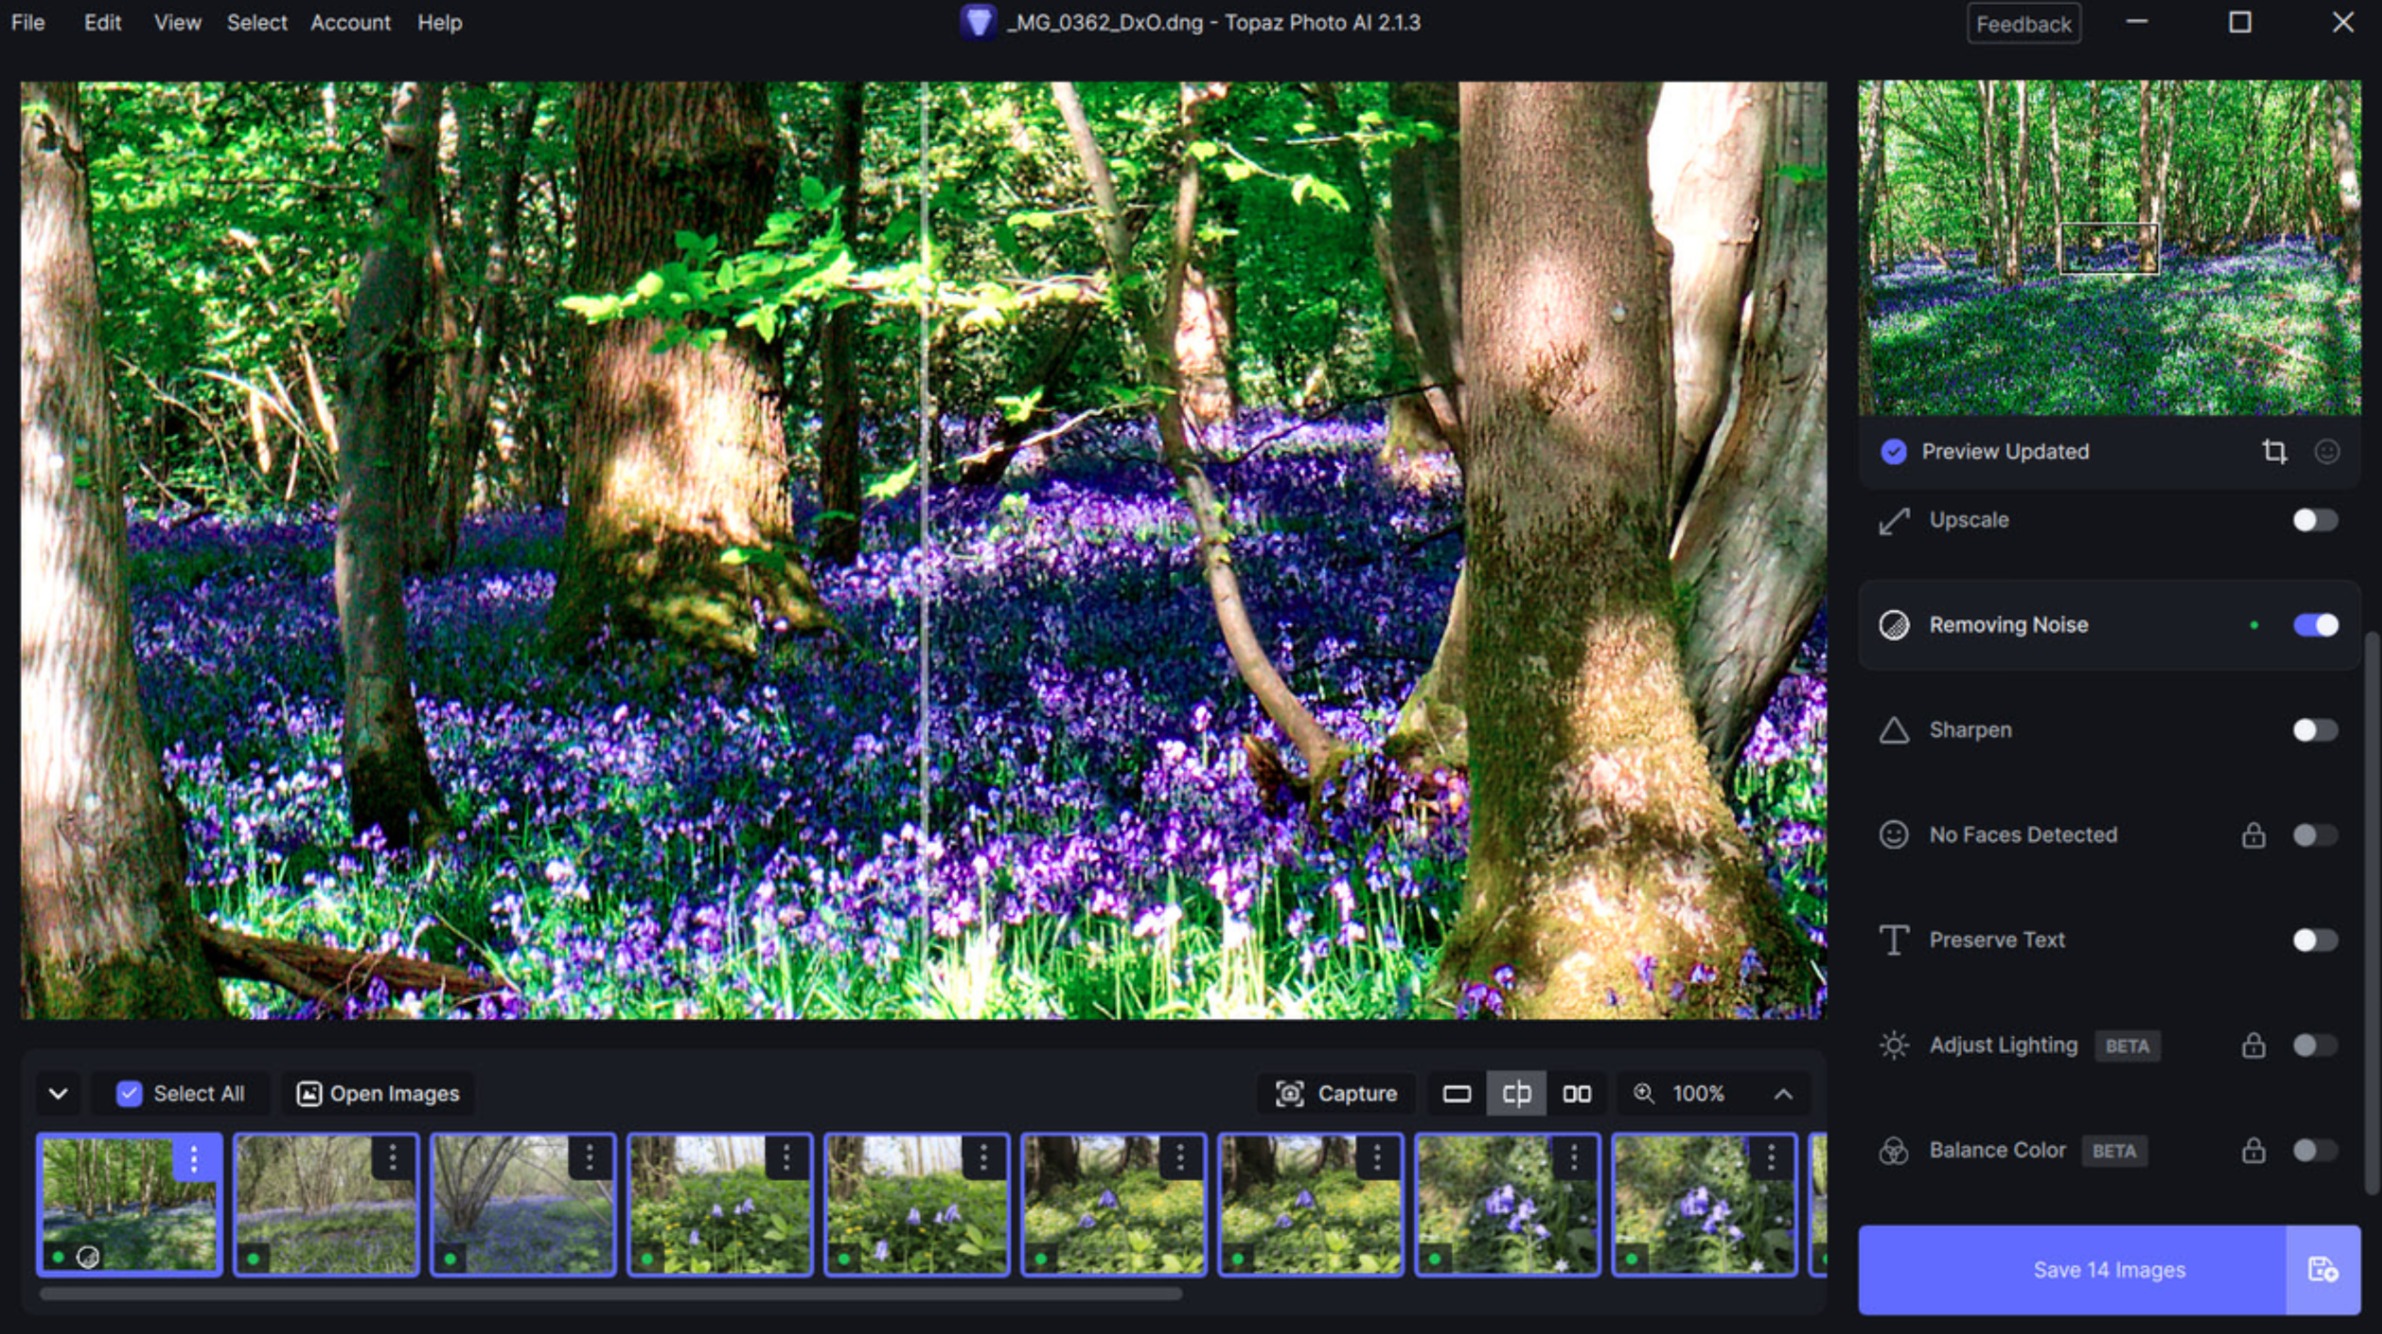 File Edit View Select Account Help
_MG_0362_DxO.dng - Topaz Photo AI 2.1.3
Feedback
Preview Updated
Upscale
Removing Noise
Sharpen
No Faces Detected
Preserve Text
Adjust Lighting BETA
Balance Color BETA
Select All
Open Images
Capture
100%
Save 14 Images